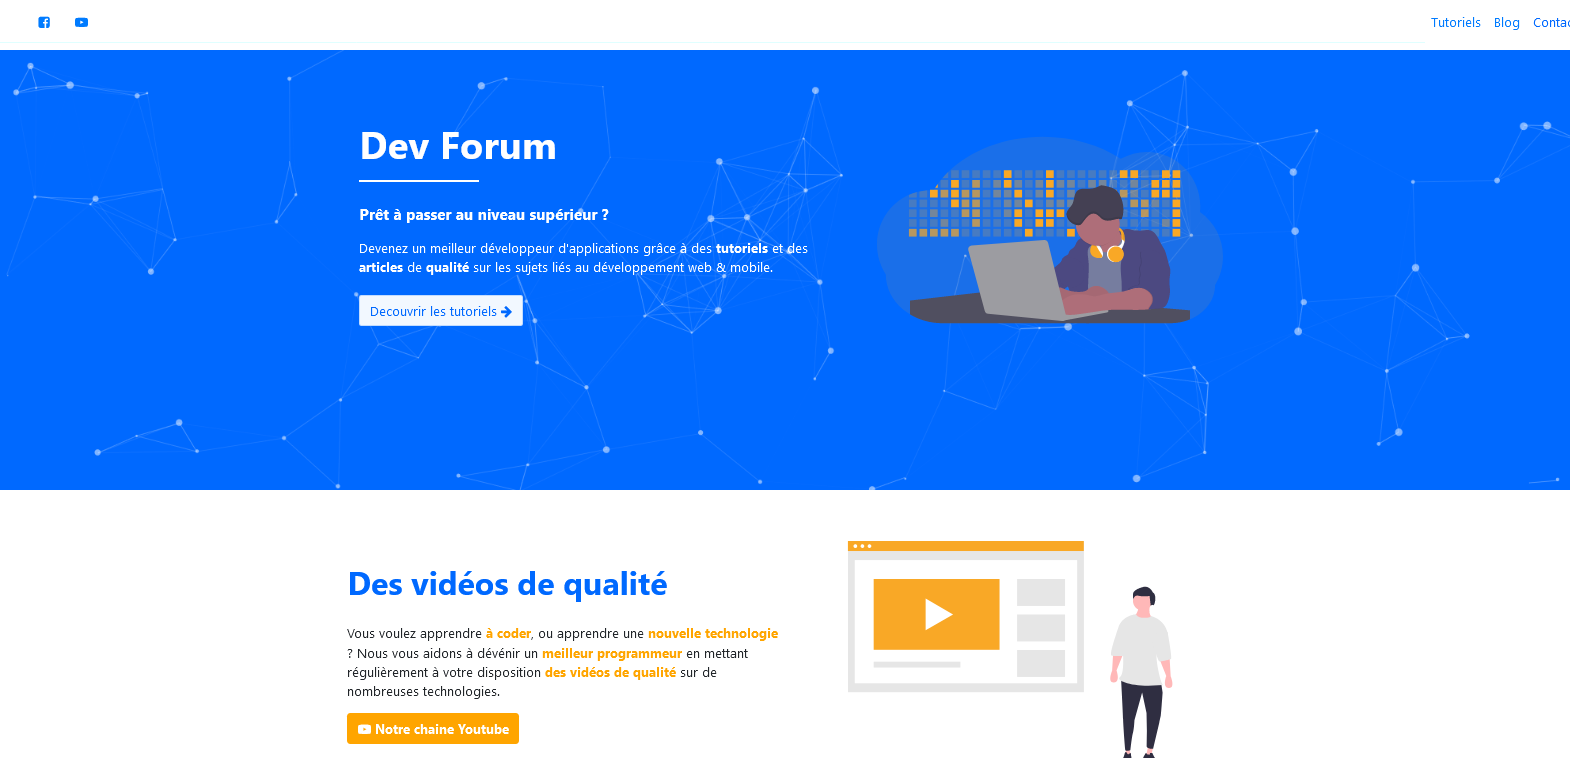 Tutoriels Blog Contac
Dev Forum
Prêt à passer au niveau supérieur ?
Devenez un meilleur développeur d'applications grâce à des tutoriels et des
articles de qualité sur les sujets liés au développement web & mobile.
Decouvrir les tutoriels
Des vidéos de qualité
Vous voulez apprendre à coder, ou apprendre une nouvelle technologie
? Nous vous aidons à dévénir un meilleur programmeur en mettant
régulièrement à votre disposition des vidéos de qualité sur de
nombreuses technologies.
Notre chaine Youtube